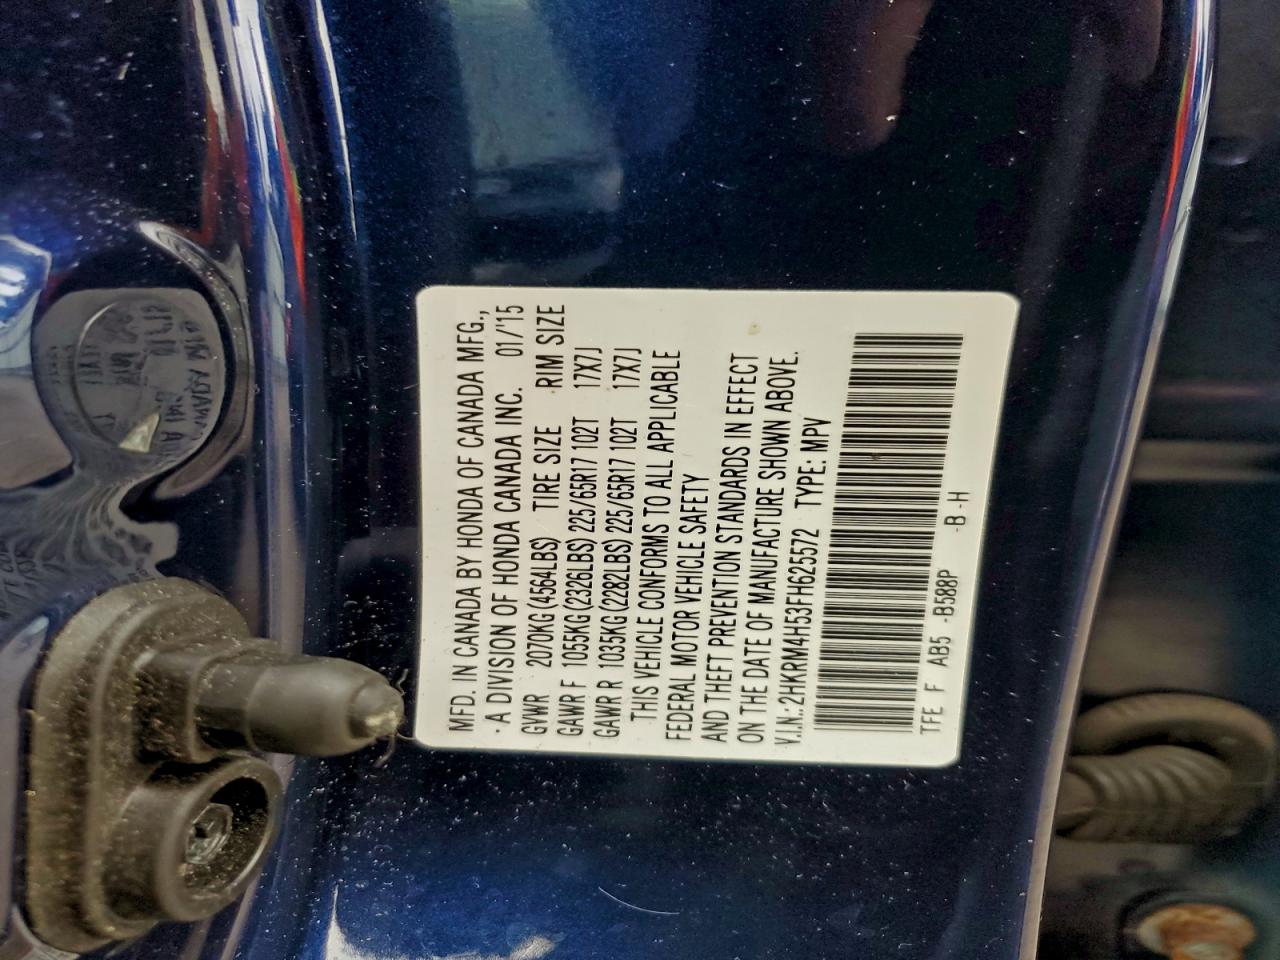 MFD. IN CANADA BY HONDA OF CANADA MFG.,
· A DIVISION OF HONDA CANADA INC. 01/'15
GVWR 2070KG(4564LBS) TIRE SIZE RIM SIZE
GAWR F 1055KG(2326LBS) 225/65R17 102T 17X7J
GAWR R 1035KG(2282LBS) 225/65R17 102T 17X7J
THIS VEHICLE CONFORMS TO ALL APPLICABLE
FEDERAL MOTOR VEHICLE SAFETY
AND THEFT PREVENTION STANDARDS IN EFFECT
ON THE DATE OF MANUFACTURE SHOWN ABOVE.
V.I.N.:2HKRM4H53FH625572 TYPE: MPV
TFE F AB5 -B588P -B -H